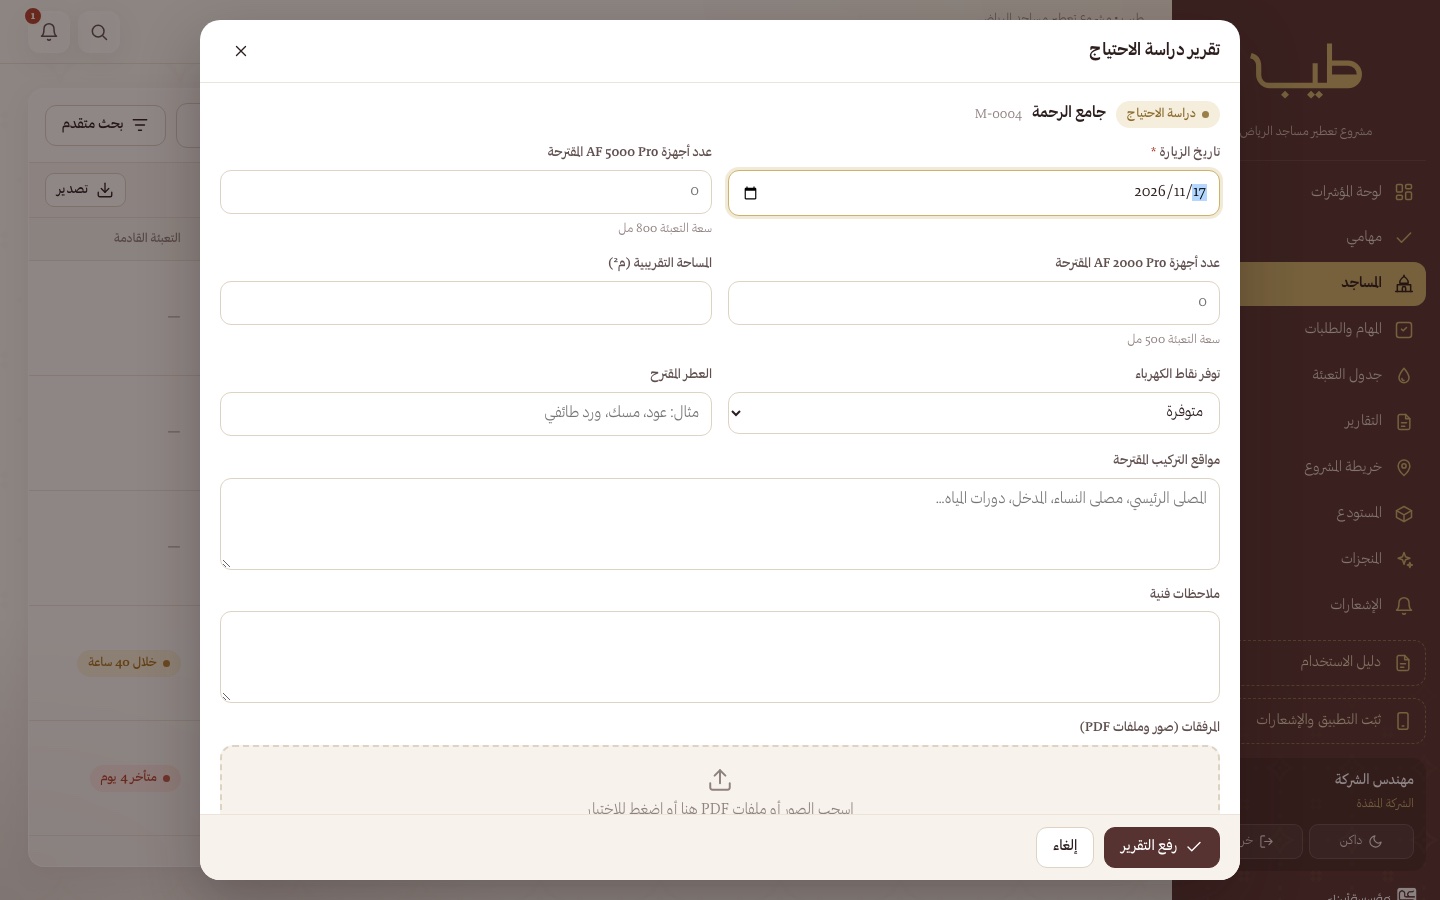 تقرير دراسة الاحتياج
دراسة الاحتياج
جامع الرحمة
M-0004
تاريخ الزيارة *
2026/11/17
عدد أجهزة AF 5000 Pro المقترحة
0
سعة التعبئة 800 مل
عدد أجهزة AF 2000 Pro المقترحة
0
سعة التعبئة 500 مل
المساحة التقريبية (م²)
توفر نقاط الكهرباء
متوفرة
العطر المقترح
مثال: عود، مسك، ورد طائفي
مواقع التركيب المقترحة
المصلى الرئيسي، مصلى النساء، المدخل، دورات المياه...
ملاحظات فنية
المرفقات (صور وملفات PDF)
اسحب الصور أو ملفات PDF هنا أو اضغط للاختيار
رفع التقرير
إلغاء
طيب
مشروع تعطير مساجد الرياض
لوحة المؤشرات
مهامي
المساجد
المهام والطلبات
جدول التعبئة
التقارير
خريطة المشروع
المستودع
المنجزات
الإشعارات
دليل الاستخدام
ثبّت التطبيق والإشعارات
مهندس الشركة
الشركة المنفذة
داكن
1
بحث متقدم
تصدير
التعبئة القادمة
—
—
—
خلال 40 ساعة
متأخر 4 يوم